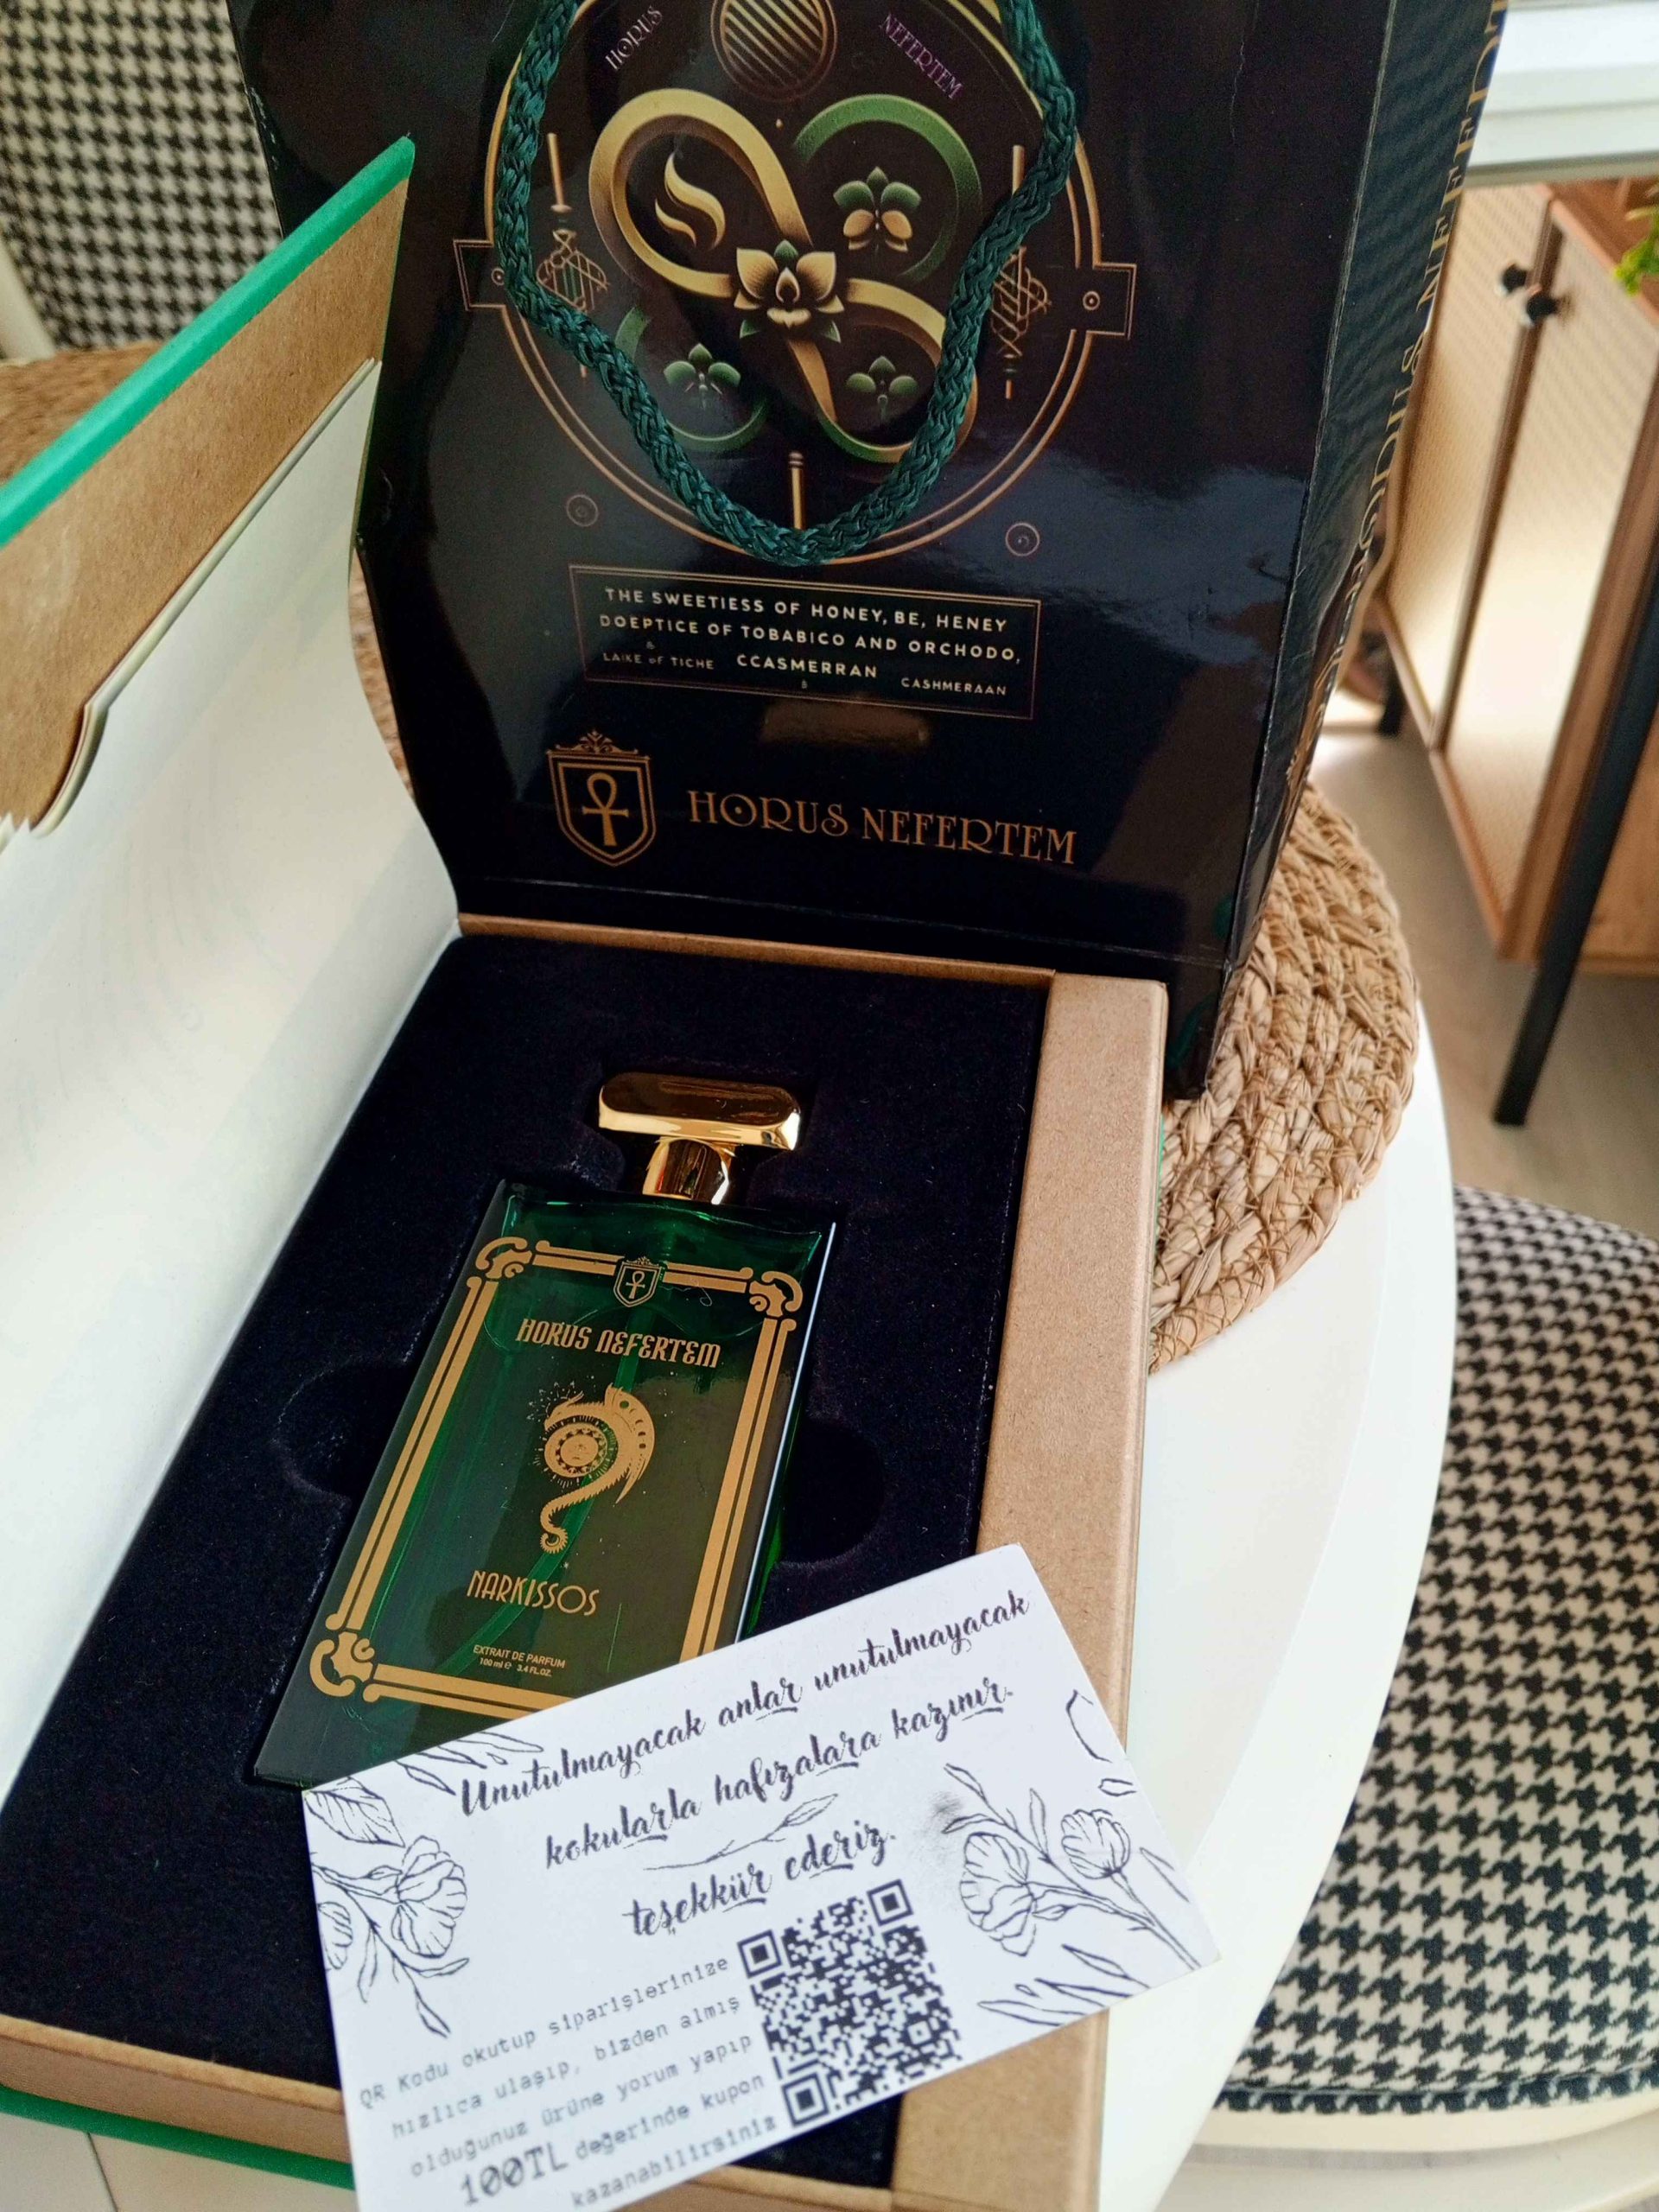 HORUS
NEFERTEM
THE SWEETIESS OF HONEY, BE, HENEY
DOEPTICE OF TOBABICO AND ORCHODO,
LAIKE OF TICHE CCASMERRAN CASHMERAAN
HORUS NEFERTEM
HORUS NEFERTEM
HORUS NEFERTEM
NARKISSOS
EXTRAIT DE PARFUM
100 ml ℮ 3.4 FL.OZ.
Unutulmayacak anlar unutulmayacak
kokularla hafızalara kazınır.
teşekkür ederiz.
QR Kodu okutup siparişlerinize
hızlıca ulaşıp, bizden almış
olduğunuz ürüne yorum yapıp
100TL değerinde kupon
kazanabilirsiniz